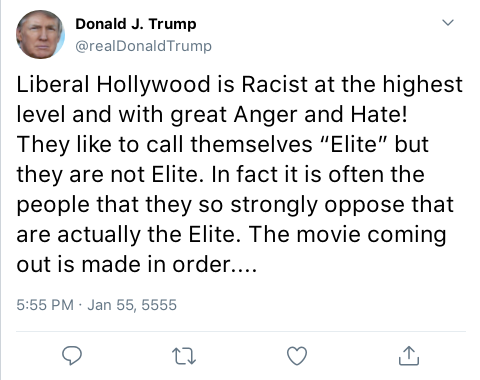 Donald J. Trump
@realDonaldTrump
Liberal Hollywood is Racist at the highest
level and with great Anger and Hate!
They like to call themselves “Elite” but
they are not Elite. In fact it is often the
people that they so strongly oppose that
are actually the Elite. The movie coming
out is made in order....
5:55 PM · Jan 55, 5555